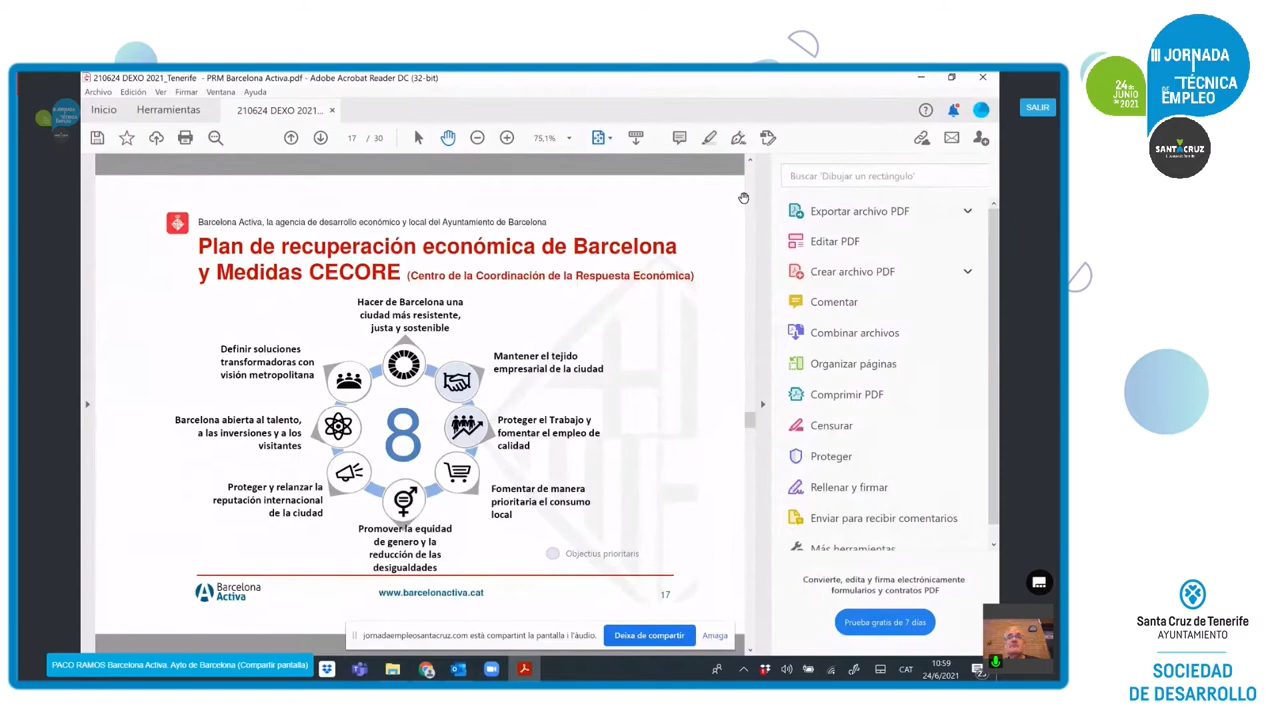 III JORNADA
TÉCNICA
DE EMPLEO
24 de
JUNIO
de 2021
SANTACRUZ
210624 DEXO 2021_Tenerife - PRM Barcelona Activa.pdf - Adobe Acrobat Reader DC (32-bit)
Archivo Edición Ver Firmar Ventana Ayuda
Inicio Herramientas 210624 DEXO 2021... ×
SALIR
17 / 30 75,1%
Buscar 'Dibujar un rectángulo'
Exportar archivo PDF
Editar PDF
Crear archivo PDF
Comentar
Combinar archivos
Organizar páginas
Comprimir PDF
Censurar
Proteger
Rellenar y firmar
Enviar para recibir comentarios
Más herramientas
Convierte, edita y firma electrónicamente
formularios y contratos PDF
Prueba gratis de 7 días
Barcelona Activa, la agencia de desarrollo económico y local del Ayuntamiento de Barcelona
Plan de recuperación económica de Barcelona
y Medidas CECORE (Centro de la Coordinación de la Respuesta Económica)
Hacer de Barcelona una
ciudad más resistente,
justa y sostenible
Definir soluciones
transformadoras con
visión metropolitana
Mantener el tejido
empresarial de la ciudad
Barcelona abierta al talento,
a las inversiones y a los
visitantes
8
Proteger el Trabajo y
fomentar el empleo de
calidad
Proteger y relanzar la
reputación internacional
de la ciudad
Fomentar de manera
prioritaria el consumo
local
Promover la equidad
de genero y la
reducción de las
desigualdades
Objectius prioritaris
Barcelona
Activa
www.barcelonactiva.cat
17
jornadaempleosantacruz.com està compartint la pantalla i l'àudio.
Deixa de compartir
Amaga
PACO RAMOS Barcelona Activa. Ayto de Barcelona (Compartir pantalla)
CAT
10:59
24/6/2021
Santa Cruz de Tenerife
AYUNTAMIENTO
SOCIEDAD
DE DESARROLLO